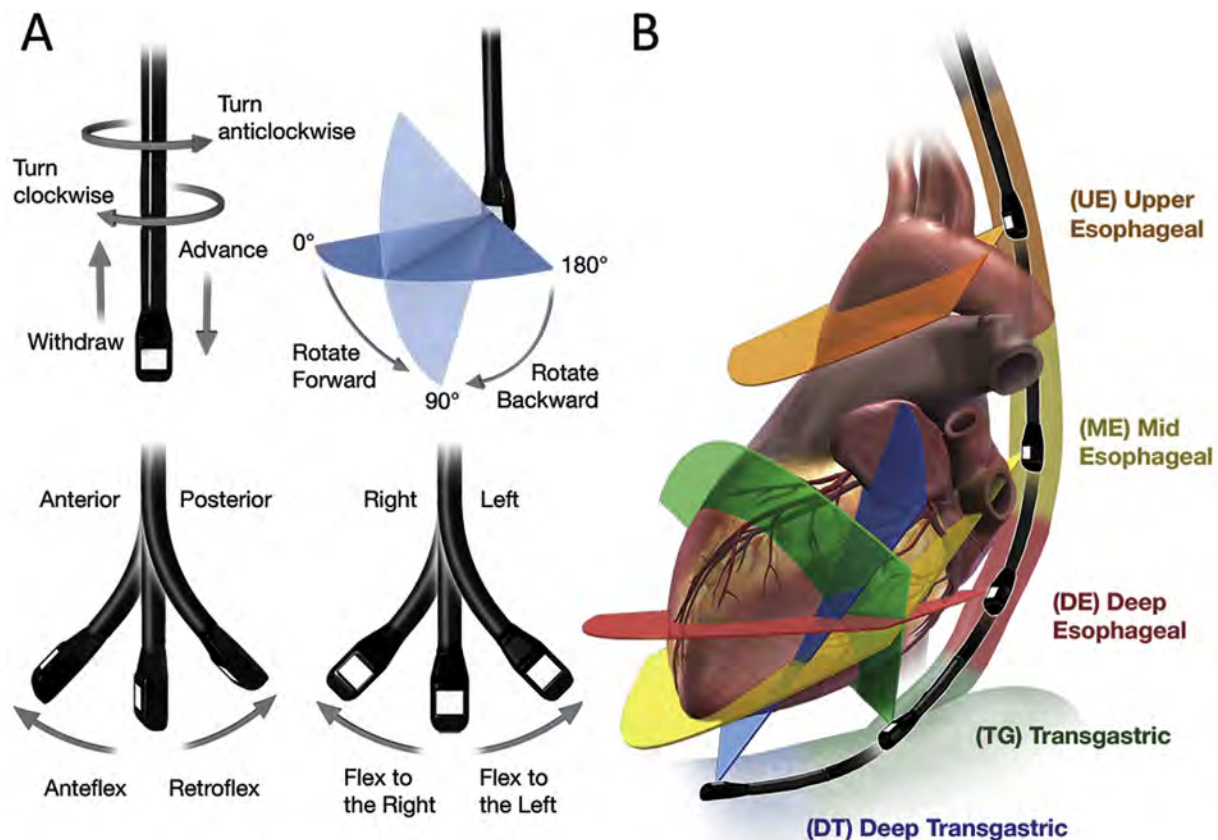 A
Turn
anticlockwise
Turn
clockwise
Advance
Withdraw
0°
180°
Rotate
Forward
90°
Rotate
Backward
Anterior
Posterior
Anteflex
Retroflex
Right
Left
Flex to
the Right
Flex to
the Left
B
(UE) Upper
Esophageal
(ME) Mid
Esophageal
(DE) Deep
Esophageal
(TG) Transgastric
(DT) Deep Transgastric